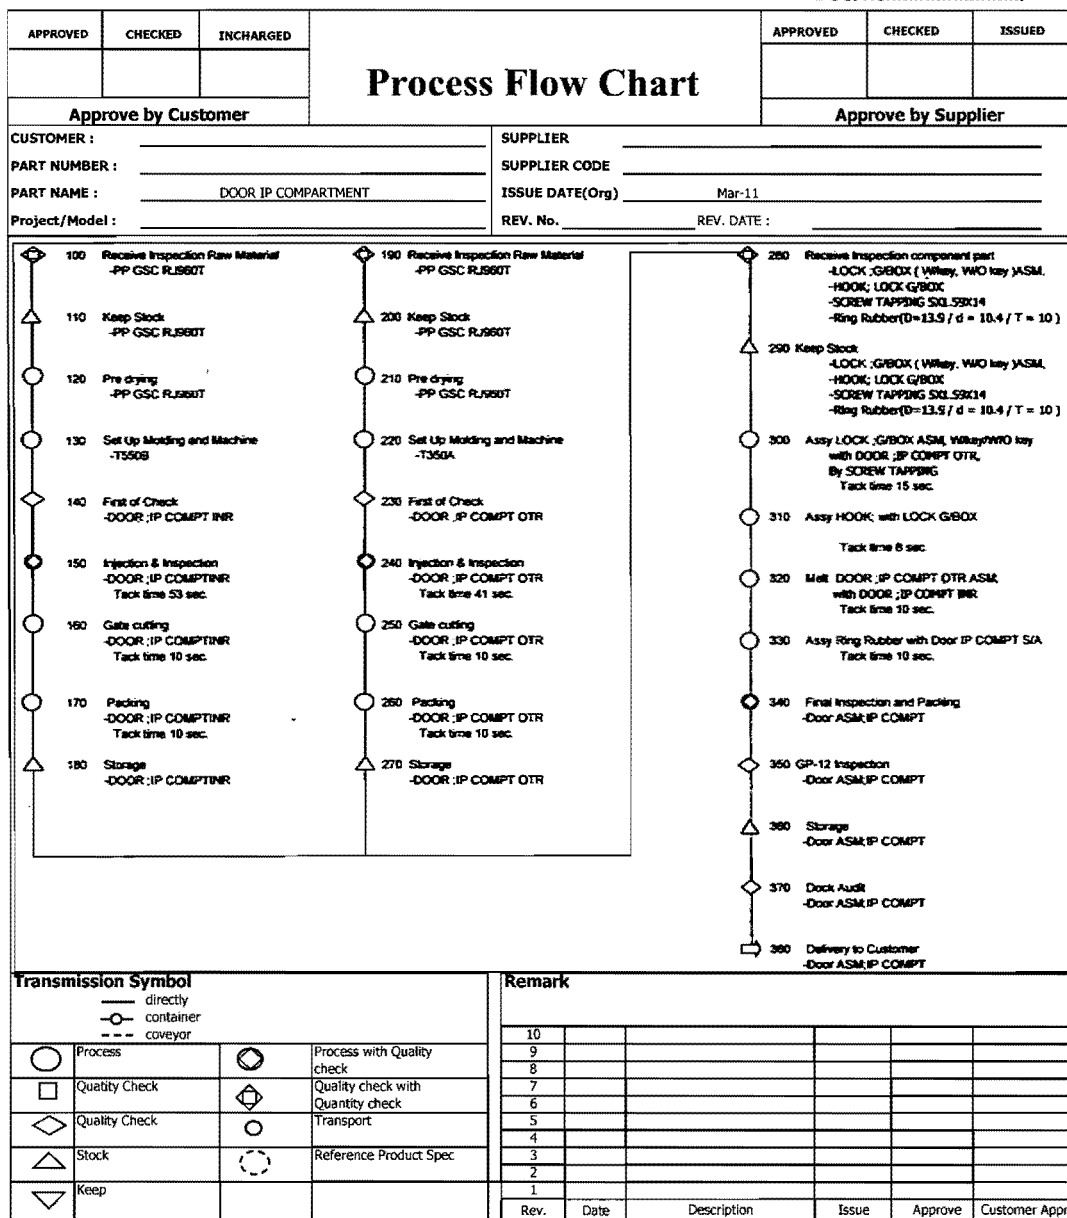 APPROVED CHECKED INCHARGED
Process Flow Chart
APPROVED CHECKED ISSUED
Approve by Customer
Approve by Supplier
CUSTOMER :
PART NUMBER :
PART NAME : DOOR IP COMPARTMENT
Project/Model :
SUPPLIER
SUPPLIER CODE
ISSUE DATE(Org) Mar-11
REV. No. REV. DATE :
100 Receive Inspection Raw Material
-PP GSC RJ960T
110 Keep Stock
-PP GSC RJ960T
120 Pre drying
-PP GSC RJ960T
130 Set Up Molding and Machine
-T550B
140 First of Check
-DOOR ;IP COMPT INR
150 Injection & Inspection
-DOOR ;IP COMPTINR
Tack time 53 sec.
160 Gate cutting
-DOOR ;IP COMPTINR
Tack time 10 sec.
170 Packing
-DOOR ;IP COMPTINR
Tack time 10 sec.
180 Storage
-DOOR ;IP COMPTINR
190 Receive Inspection Raw Material
-PP GSC RJ960T
200 Keep Stock
-PP GSC RJ960T
210 Pre drying
-PP GSC RJ960T
220 Set Up Molding and Machine
-T350A
230 First of Check
-DOOR ;IP COMPT OTR
240 Injection & Inspection
-DOOR ;IP COMPT OTR
Tack time 41 sec.
250 Gate cutting
-DOOR ;IP COMPT OTR
Tack time 10 sec.
260 Packing
-DOOR ;IP COMPT OTR
Tack time 10 sec.
270 Storage
-DOOR ;IP COMPT OTR
280 Receive Inspection component part
-LOCK ;G/BOX ( W/key, W/O key )ASM,
-HOOK; LOCK G/BOX
-SCREW TAPPING 5X1.59X14
-Ring Rubber(D=13.9 / d = 10.4 / T = 10 )
290 Keep Stock
-LOCK ;G/BOX ( W/key, W/O key )ASM,
-HOOK; LOCK G/BOX
-SCREW TAPPING 5X1.59X14
-Ring Rubber(D=13.9 / d = 10.4 / T = 10 )
300 Assy LOCK ;G/BOX ASM, W/key/W/O key
with DOOR ;IP COMPT OTR,
By SCREW TAPPING
Tack time 15 sec.
310 Assy HOOK; with LOCK G/BOX
Tack time 6 sec.
320 Melt DOOR ;IP COMPT OTR ASM,
with DOOR ;IP COMPT INR
Tack time 10 sec.
330 Assy Ring Rubber with Door IP COMPT S/A
Tack time 10 sec.
340 Final Inspection and Packing
-Door ASM;IP COMPT
350 GP-12 Inspection
-Door ASM;IP COMPT
360 Storage
-Door ASM;IP COMPT
370 Dock Audit
-Door ASM;IP COMPT
380 Delivery to Customer
-Door ASM;IP COMPT
Transmission Symbol
directly
container
coveyor
Process
Process with Quality
check
Quatity Check
Quality check with
Quantity check
Quality Check
Transport
Stock
Reference Product Spec
Keep
Remark
10
9
8
7
6
5
4
3
2
1
Rev. Date Description Issue Approve Customer Appr